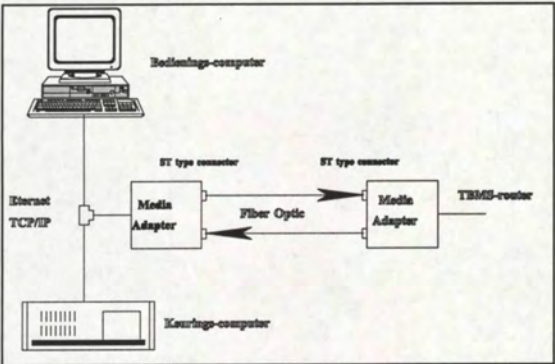 Bedienings-computer
ST type connector
ST type connector
Eternet
TCP/IP
Media
Adapter
Fiber Optic
Media
Adapter
TBMS-router
Keurings-computer